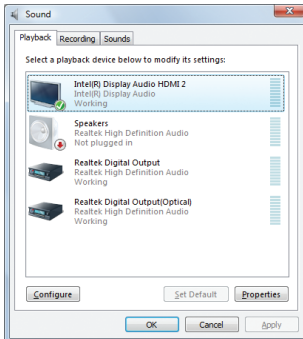 Sound
Playback Recording Sounds
Select a playback device below to modify its settings:
Intel(R) Display Audio HDMI 2
Intel(R) Display Audio
Working
Speakers
Realtek High Definition Audio
Not plugged in
Realtek Digital Output
Realtek High Definition Audio
Working
Realtek Digital Output(Optical)
Realtek High Definition Audio
Working
Configure Set Default Properties
OK Cancel Apply